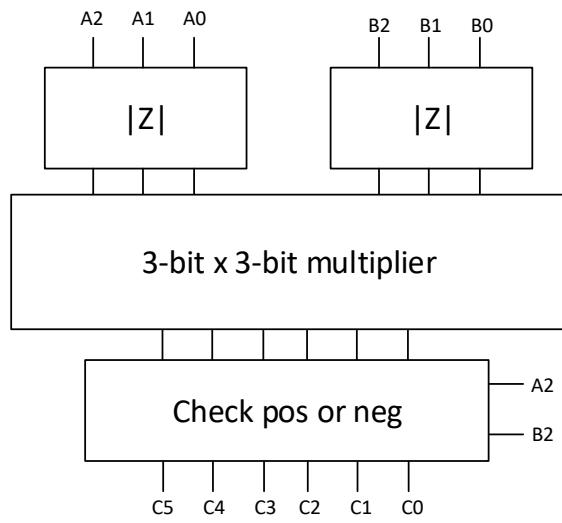 A2 A1 A0 B2 B1 B0
|Z| |Z|
3-bit x 3-bit multiplier
A2
Check pos or neg
B2
C5 C4 C3 C2 C1 C0